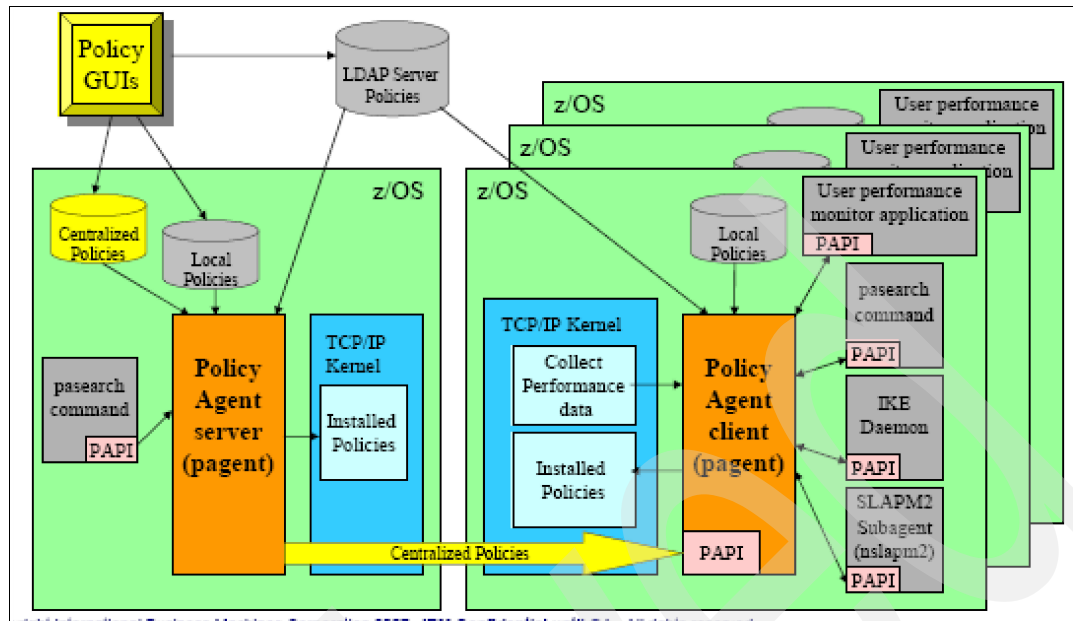 Policy
GUIs
LDAP Server
Policies
z/OS
User performance
z/OS
User performance
z/OS
Centralized
Policies
Local
Policies
pasearch
command
PAPI
Policy
Agent
server
(pagent)
TCP/IP
Kernel
Installed
Policies
z/OS
Local
Policies
User performance
monitor application
PAPI
TCP/IP Kernel
Collect
Performance
data
Installed
Policies
Policy
Agent
client
(pagent)
PAPI
pasearch
command
PAPI
IKE
Daemon
PAPI
SLAPM2
Subagent
(nslapm2)
PAPI
Centralized Policies